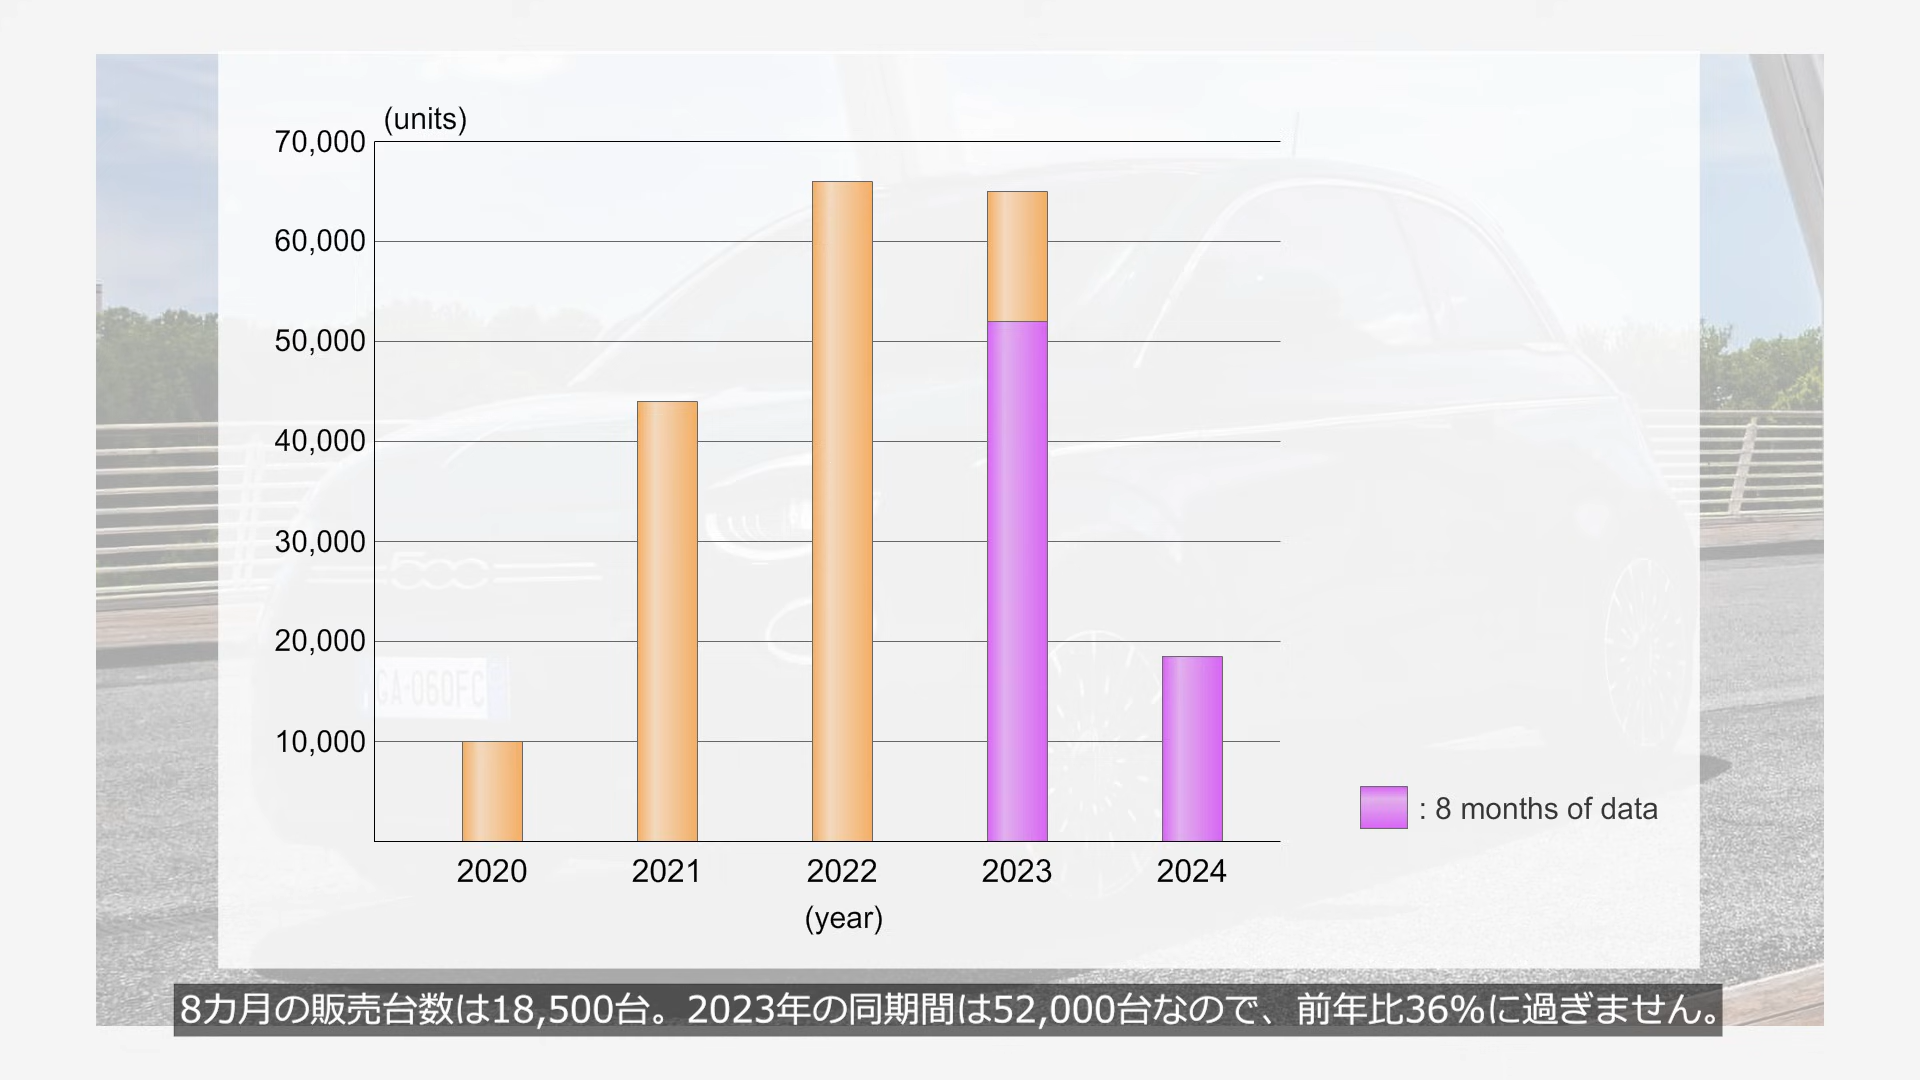 (units)
70,000
60,000
50,000
40,000
30,000
20,000
10,000
500
GA 060FC
2020 2021 2022 2023 2024
(year)
: 8 months of data
8カ月の販売台数は18,500台。2023年の同期間は52,000台なので、前年比36%に過ぎません。